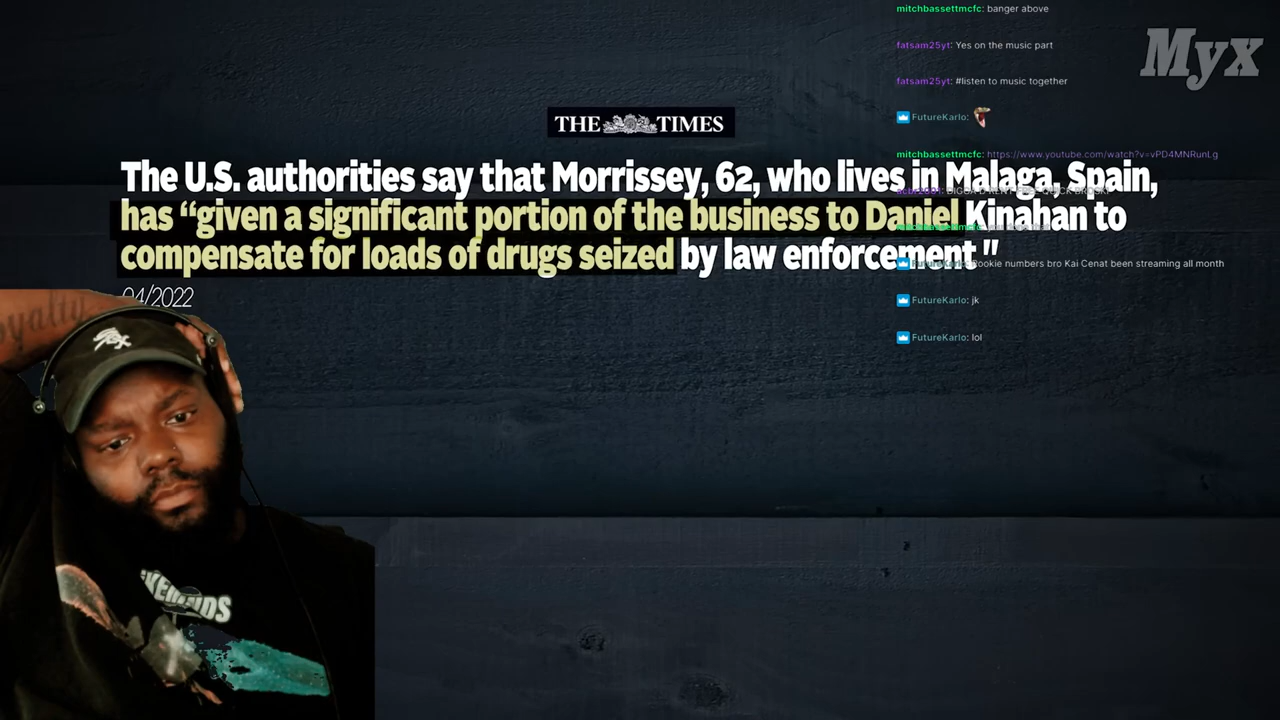 mitchbassettmcfc: banger above
Myx
fatsam25yt: Yes on the music part
fatsam25yt: #listen to music together
FutureKarlo:
THE TIMES
mitchbassettmcfc: https://www.youtube.com/watch?v=vPD4MNRunLg
The U.S. authorities say that Morrissey, 62, who lives in Malaga, Spain,
has “given a significant portion of the business to Daniel Kinahan to
compensate for loads of drugs seized by law enforcement "
FutureKarlo: Rookie numbers bro Kai Cenat been streaming all month
04/2022
FutureKarlo: jk
FutureKarlo: lol
oyalty